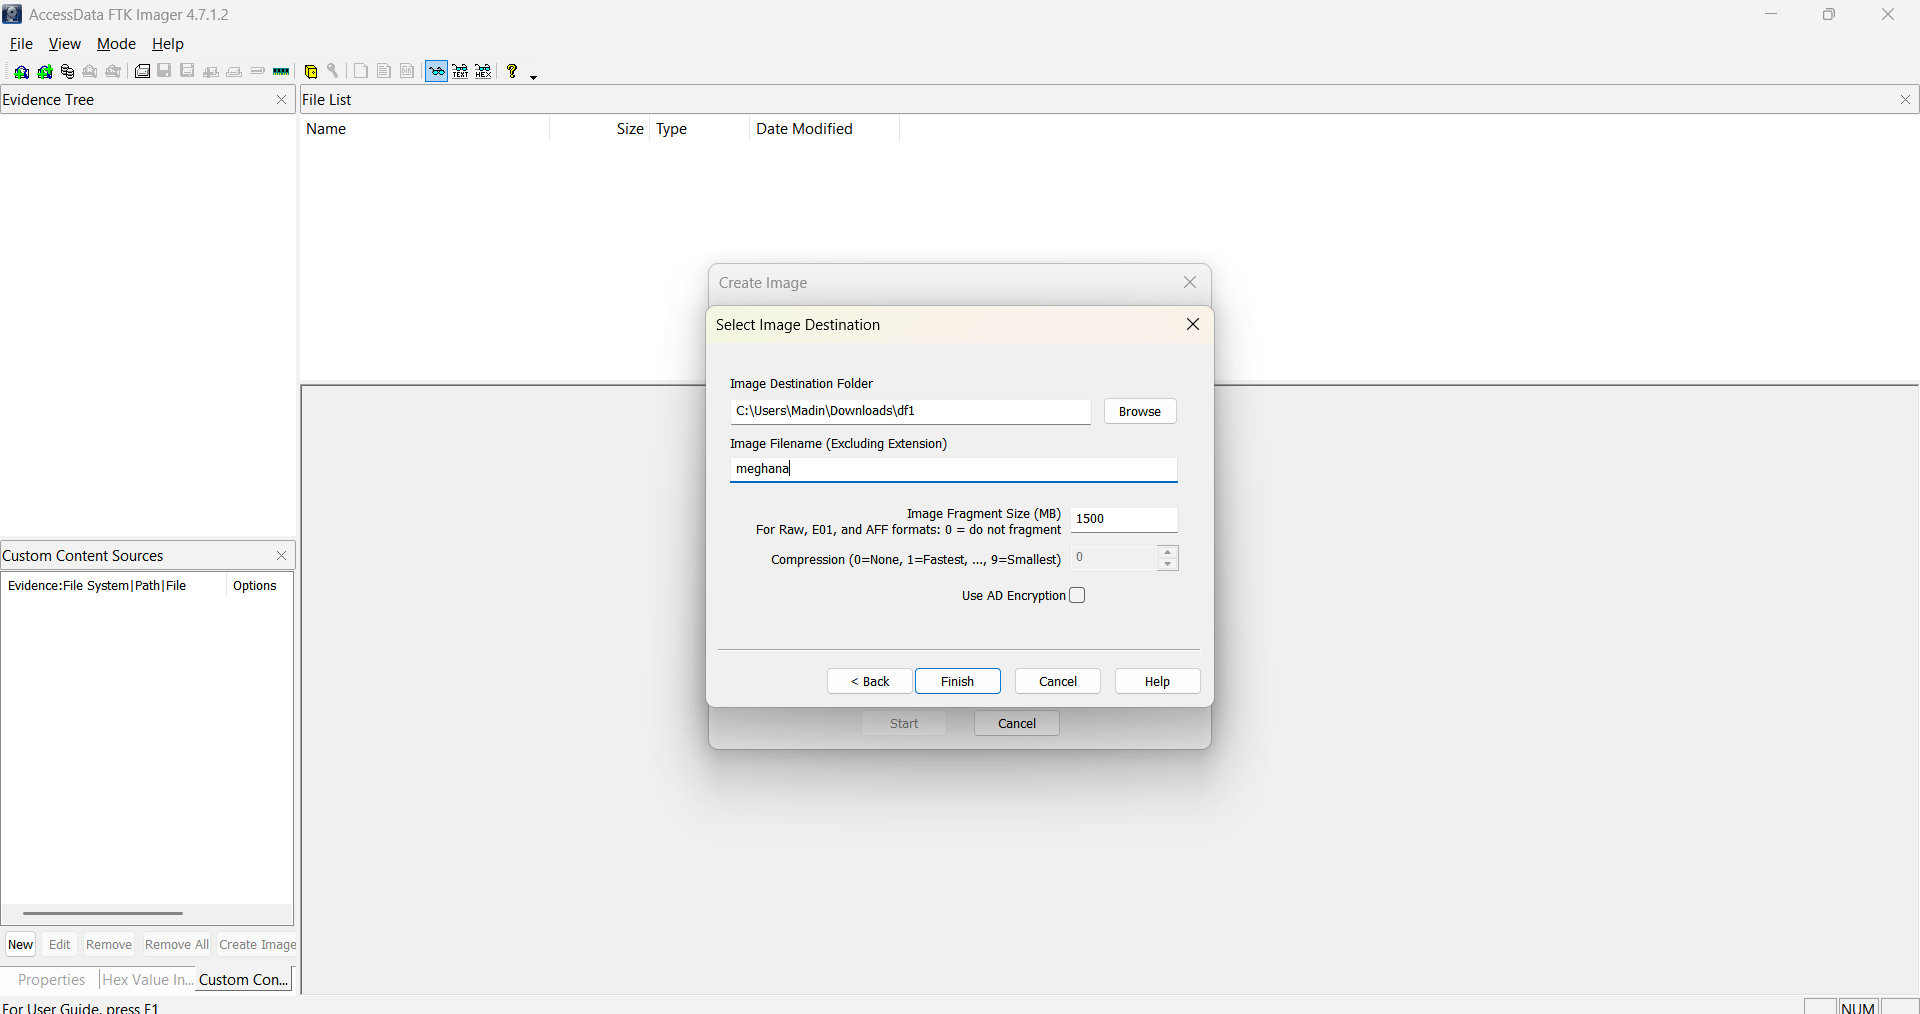 AccessData FTK Imager 4.7.1.2
File View Mode Help
Evidence Tree
File List
Name Size Type Date Modified
Create Image
Select Image Destination
Image Destination Folder
C:\Users\Madin\Downloads\df1 Browse
Image Filename (Excluding Extension)
meghana
Image Fragment Size (MB) 1500
For Raw, E01, and AFF formats: 0 = do not fragment
Compression (0=None, 1=Fastest, ..., 9=Smallest) 0
Use AD Encryption
< Back Finish Cancel Help
Start Cancel
Custom Content Sources
Evidence:File System|Path|File Options
New Edit Remove Remove All Create Image
Properties Hex Value In... Custom Con...
For User Guide, press F1
NUM